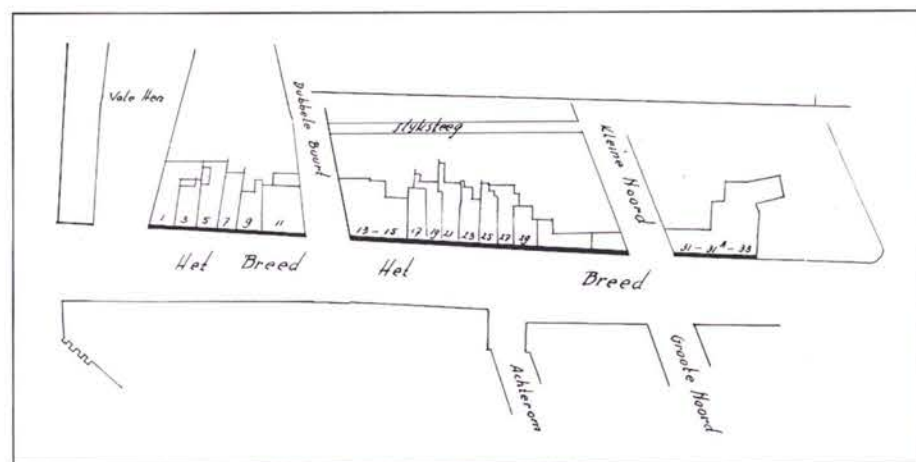 Vale Hen
Dubbele Buurt
Slyksteeg
Kleine Noord
1 3 5 7 9 11
13-15 17 19 21 23 25 27 29
31-31ᴬ-33
Het Breed Het Breed
Achterom
Groote Noord